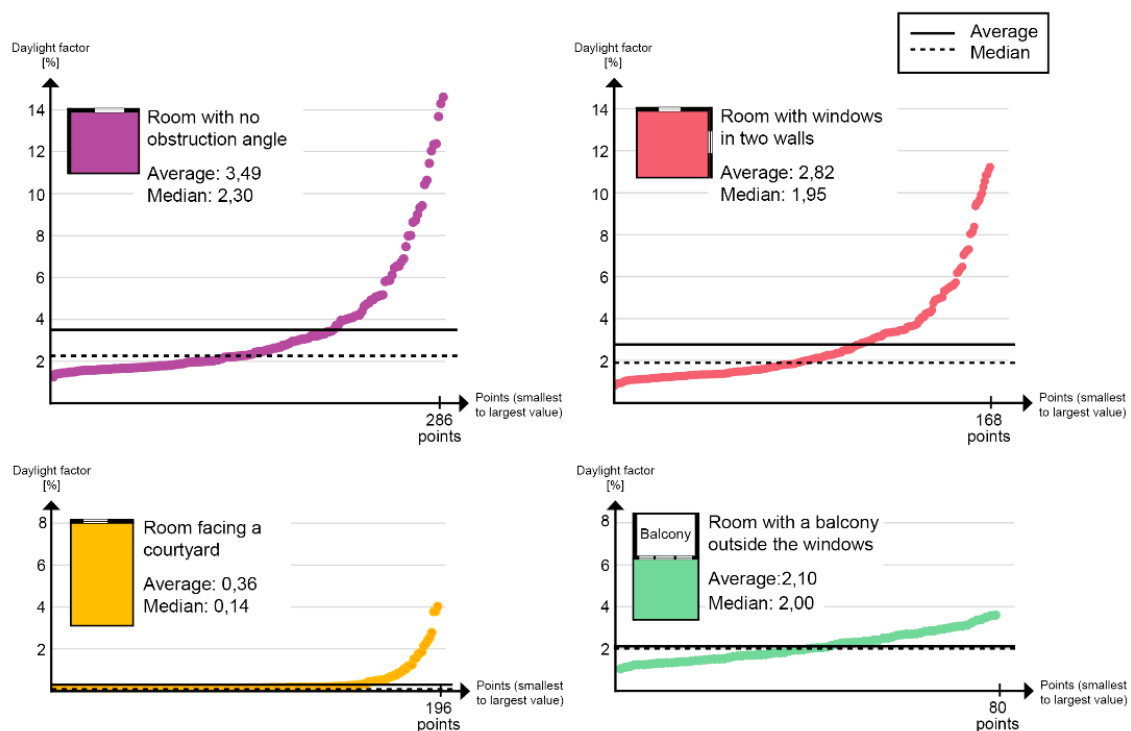 Average
Median
Daylight factor
[%]
14
12
10
8
6
4
2
Room with no
obstruction angle
Average: 3,49
Median: 2,30
Points (smallest
to largest value)
286
points
Daylight factor
[%]
14
12
10
8
6
4
2
Room with windows
in two walls
Average: 2,82
Median: 1,95
Points (smallest
to largest value)
168
points
Daylight factor
[%]
8
6
4
2
Room facing a
courtyard
Average: 0,36
Median: 0,14
Points (smallest
to largest value)
196
points
Daylight factor
[%]
8
6
4
2
Balcony
Room with a balcony
outside the windows
Average:2,10
Median: 2,00
Points (smallest
to largest value)
80
points